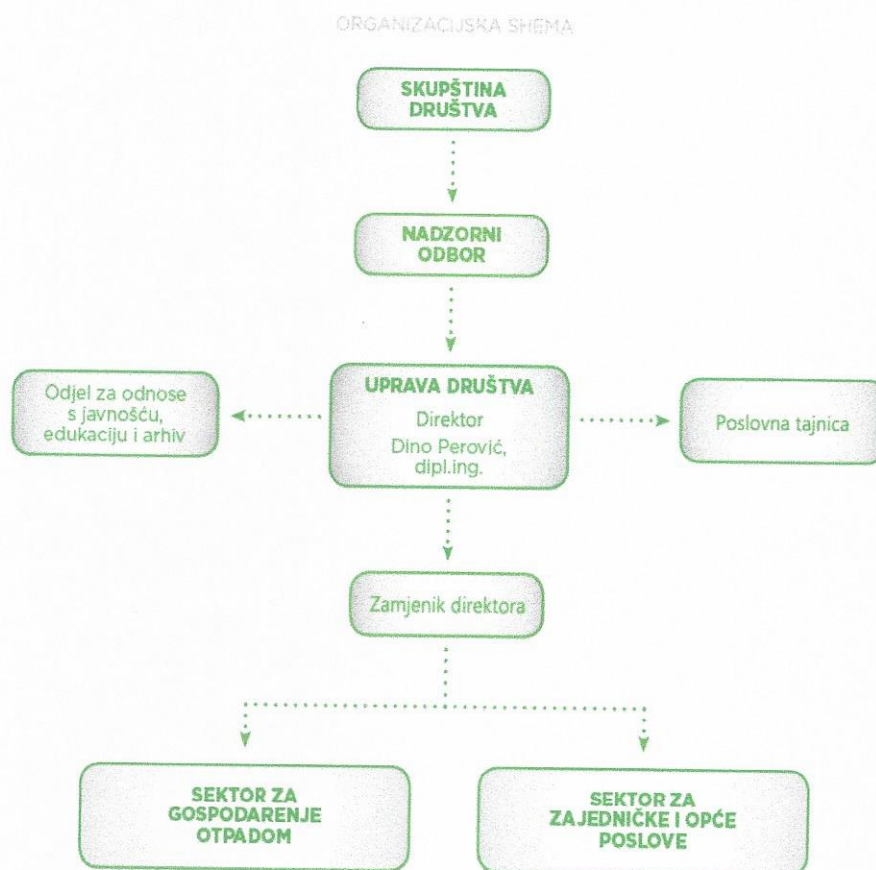 ORGANIZACIJSKA SHEMA
SKUPŠTINA
DRUŠTVA
NADZORNI
ODBOR
Odjel za odnose
s javnošću,
edukaciju i arhiv
UPRAVA DRUŠTVA
Direktor
Dino Perović,
dipl.ing.
Poslovna tajnica
Zamjenik direktora
SEKTOR ZA
GOSPODARENJE
OTPADOM
SEKTOR ZA
ZAJEDNIČKE I OPĆE
POSLOVE